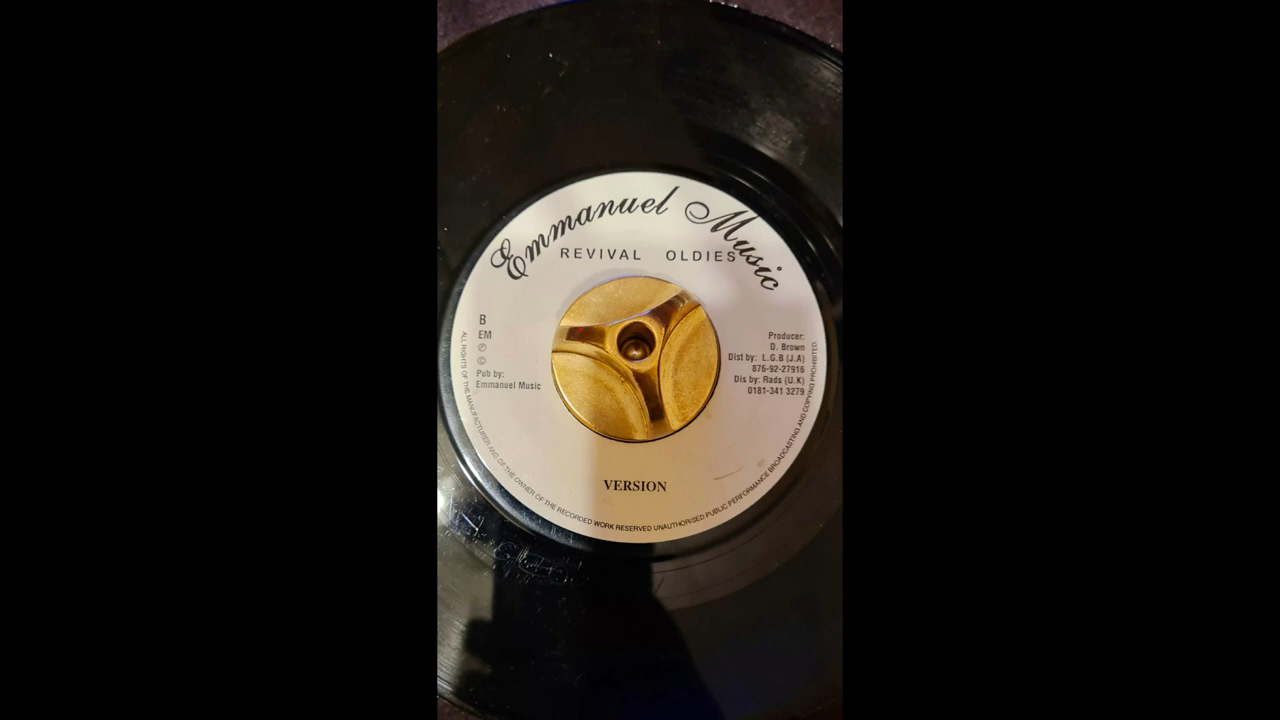 Emmanuel Music
REVIVAL OLDIES
B
EM
Ⓟ
©
Pub by:
Emmanuel Music
Producer:
D. Brown
Dist by: L.G.B (J.A)
876-92-27916
Dis by: Rads (U.K)
0181-341 3279
VERSION
ALL RIGHTS OF THE MANUFACTURER AND OF THE OWNER OF THE RECORDED WORK RESERVED UNAUTHORISED PUBLIC PERFORMANCE BROADCASTING AND COPYING PROHIBITED